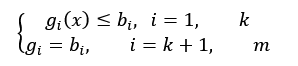 g_i(x) ≤ b_i, i = 1, k
g_i = b_i, i = k + 1, m